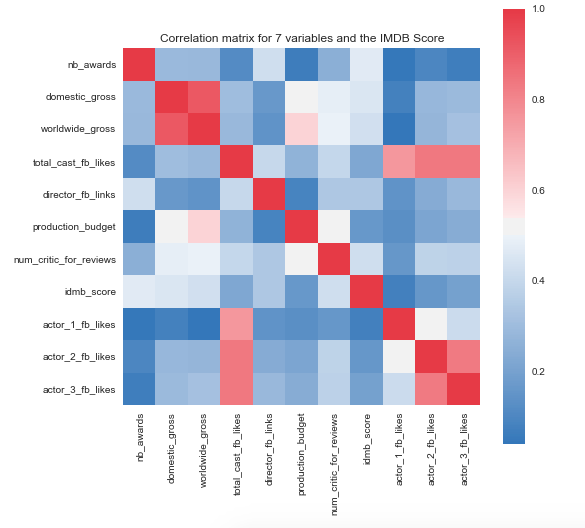 Correlation matrix for 7 variables and the IMDB Score
nb_awards
domestic_gross
worldwide_gross
total_cast_fb_likes
director_fb_links
production_budget
num_critic_for_reviews
idmb_score
actor_1_fb_likes
actor_2_fb_likes
actor_3_fb_likes
nb_awards
domestic_gross
worldwide_gross
total_cast_fb_likes
director_fb_links
production_budget
num_critic_for_reviews
idmb_score
actor_1_fb_likes
actor_2_fb_likes
actor_3_fb_likes
1.0
0.8
0.6
0.4
0.2